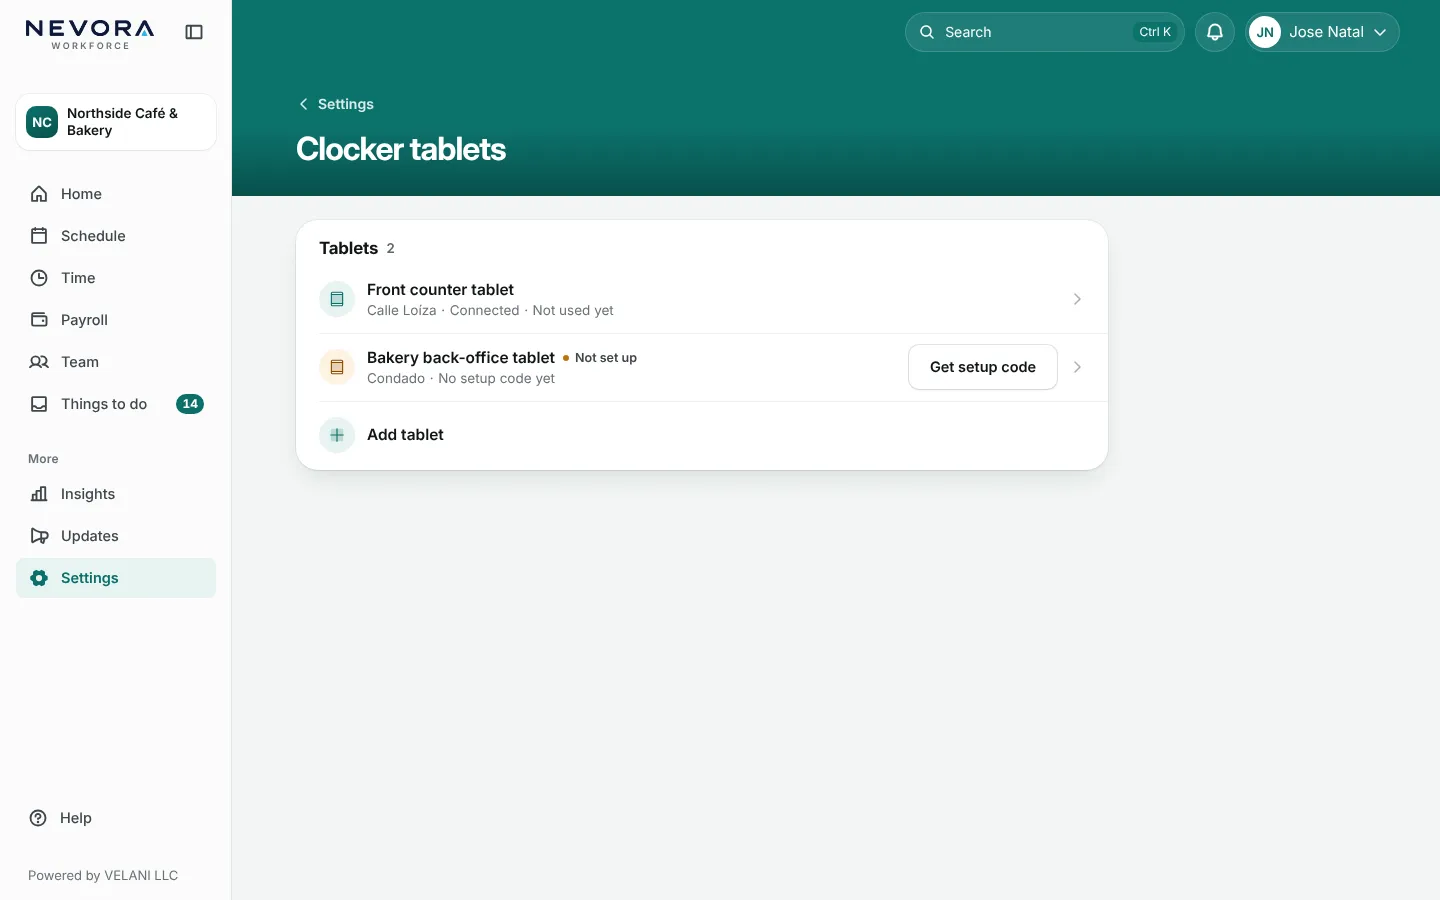 NEVORA
WORKFORCE
Search
Ctrl K
JN
Jose Natal
NC
Northside Café &
Bakery
Home
Schedule
Time
Payroll
Team
Things to do
14
More
Insights
Updates
Settings
Help
Powered by VELANI LLC
Settings
Clocker tablets
Tablets 2
Front counter tablet
Calle Loíza · Connected · Not used yet
Bakery back-office tablet
Not set up
Condado · No setup code yet
Get setup code
Add tablet